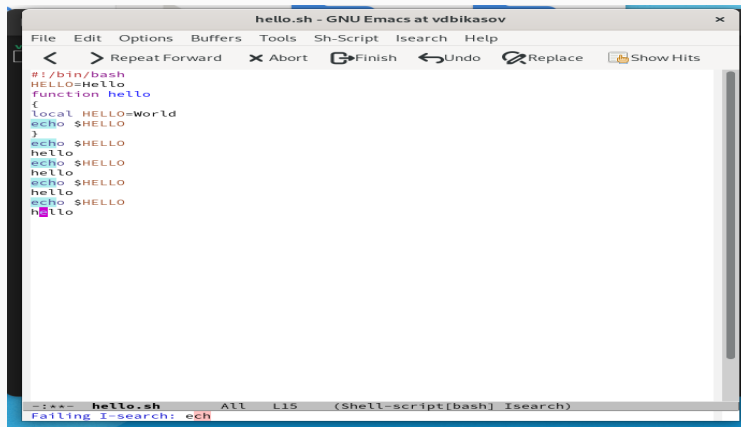 hello.sh - GNU Emacs at vdbikasov ×
File Edit Options Buffers Tools Sh-Script Isearch Help
Repeat Forward Abort Finish Undo Replace Show Hits
#!/bin/bash
HELLO=Hello
function hello
{
local HELLO=World
echo $HELLO
}
echo $HELLO
hello
echo $HELLO
hello
echo $HELLO
hello
echo $HELLO
hello
-:**- hello.sh All L15 (Shell-script[bash] Isearch)
Failing I-search: ech